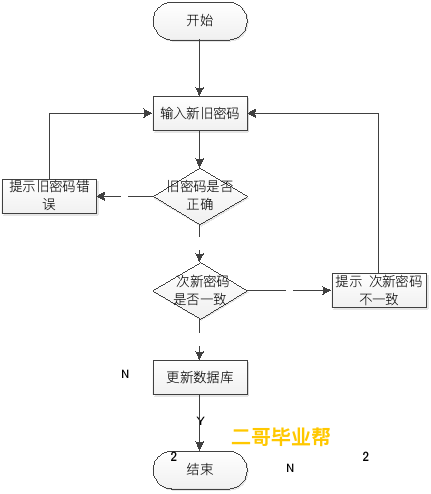 开始
输入新旧密码
旧密码是否
正确
提示旧密码错
误
次新密码
是否一致
提示 次新密码
不一致
N
更新数据库
Y
二哥毕业帮
2
2
结束
N